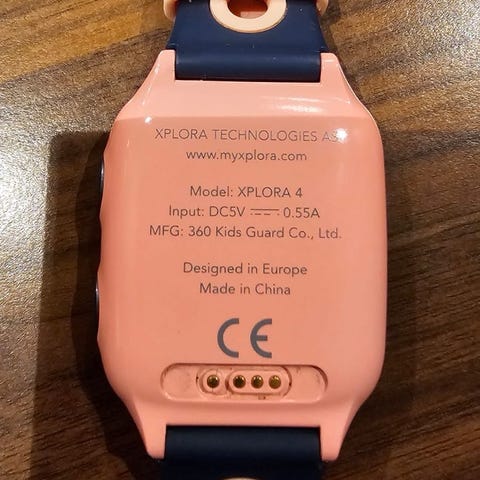 XPLORA TECHNOLOGIES AS
www.myxplora.com
Model: XPLORA 4
Input: DC5V ⎓ 0.55A
MFG: 360 Kids Guard Co., Ltd.
Designed in Europe
Made in China
CE